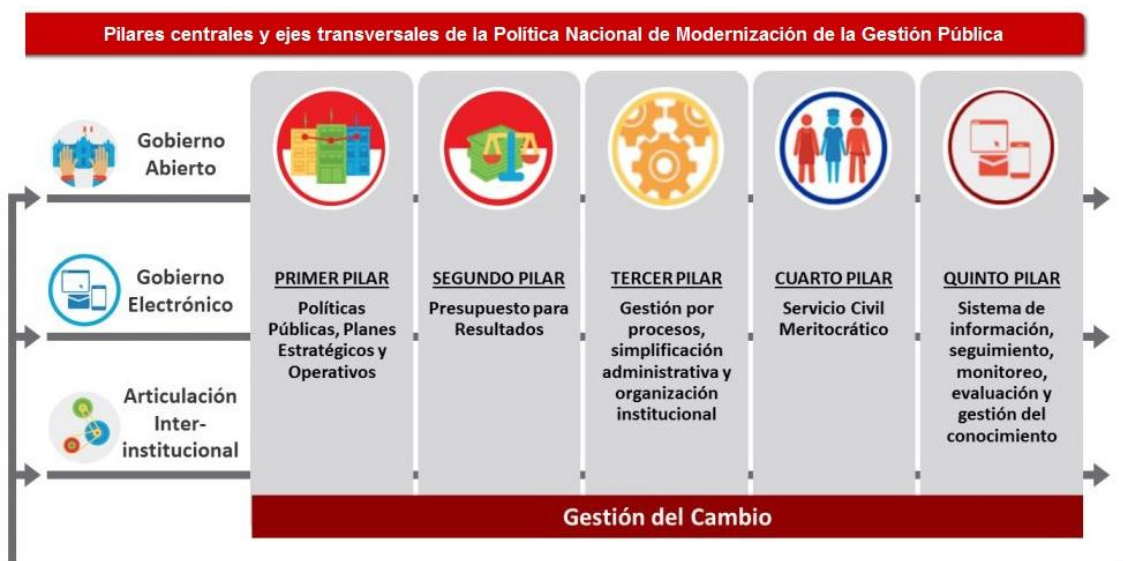 Pilares centrales y ejes transversales de la Política Nacional de Modernización de la Gestión Pública
Gobierno
Abierto
Gobierno
Electrónico
Articulación
Inter-
institucional
PRIMER PILAR
Políticas
Públicas, Planes
Estratégicos y
Operativos
SEGUNDO PILAR
Presupuesto para
Resultados
TERCER PILAR
Gestión por
procesos,
simplificación
administrativa y
organización
institucional
CUARTO PILAR
Servicio Civil
Meritocrático
QUINTO PILAR
Sistema de
información,
seguimiento,
monitoreo,
evaluación y
gestión del
conocimiento
Gestión del Cambio